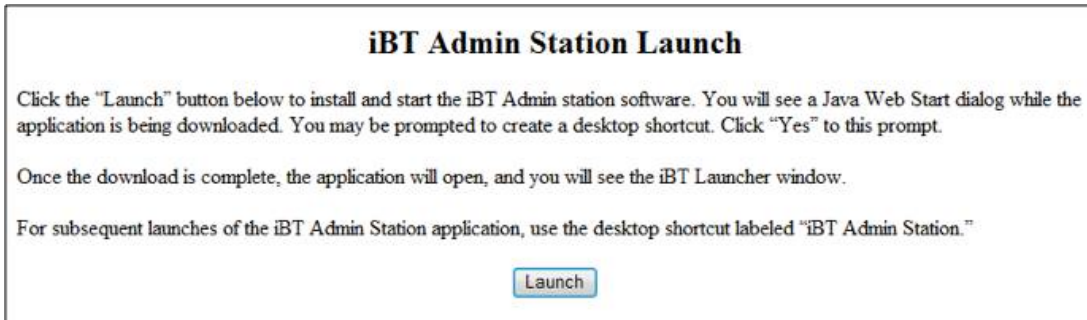 iBT Admin Station Launch
Click the “Launch” button below to install and start the iBT Admin station software. You will see a Java Web Start dialog while the
application is being downloaded. You may be prompted to create a desktop shortcut. Click “Yes” to this prompt.
Once the download is complete, the application will open, and you will see the iBT Launcher window.
For subsequent launches of the iBT Admin Station application, use the desktop shortcut labeled “iBT Admin Station.”
Launch